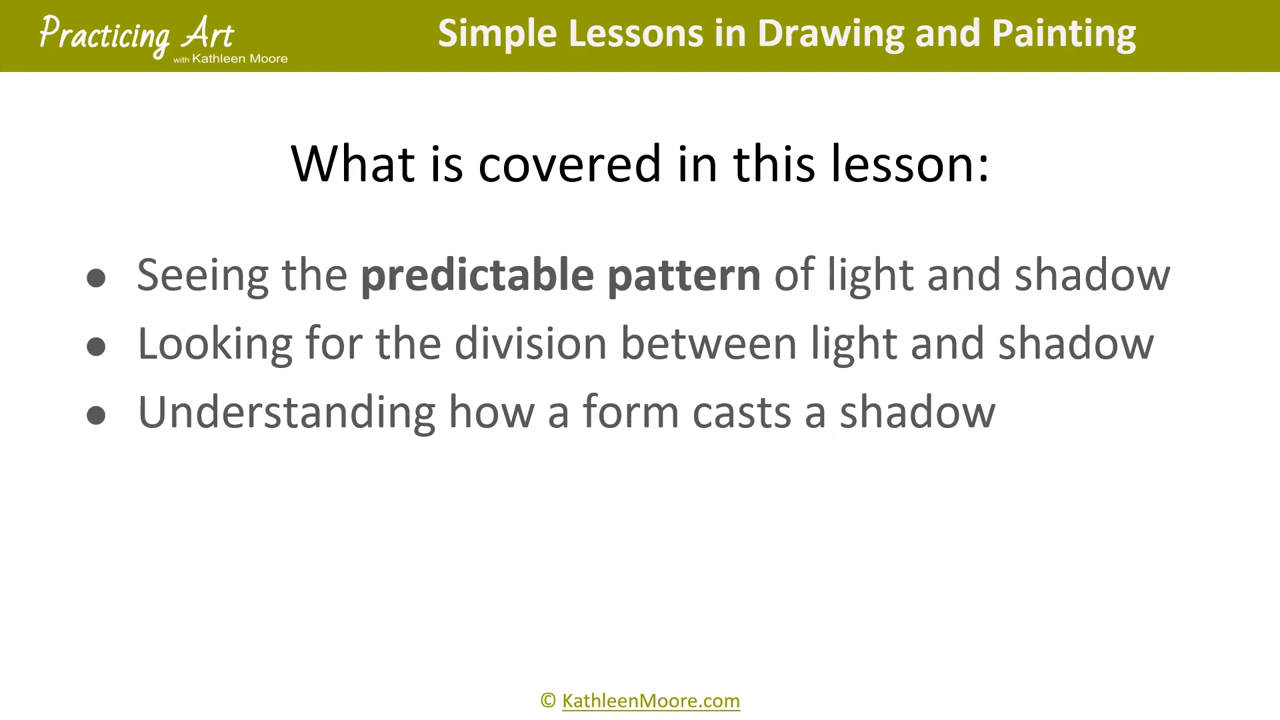 Practicing Art
with Kathleen Moore
Simple Lessons in Drawing and Painting
What is covered in this lesson:
● Seeing the predictable pattern of light and shadow
● Looking for the division between light and shadow
● Understanding how a form casts a shadow
© KathleenMoore.com